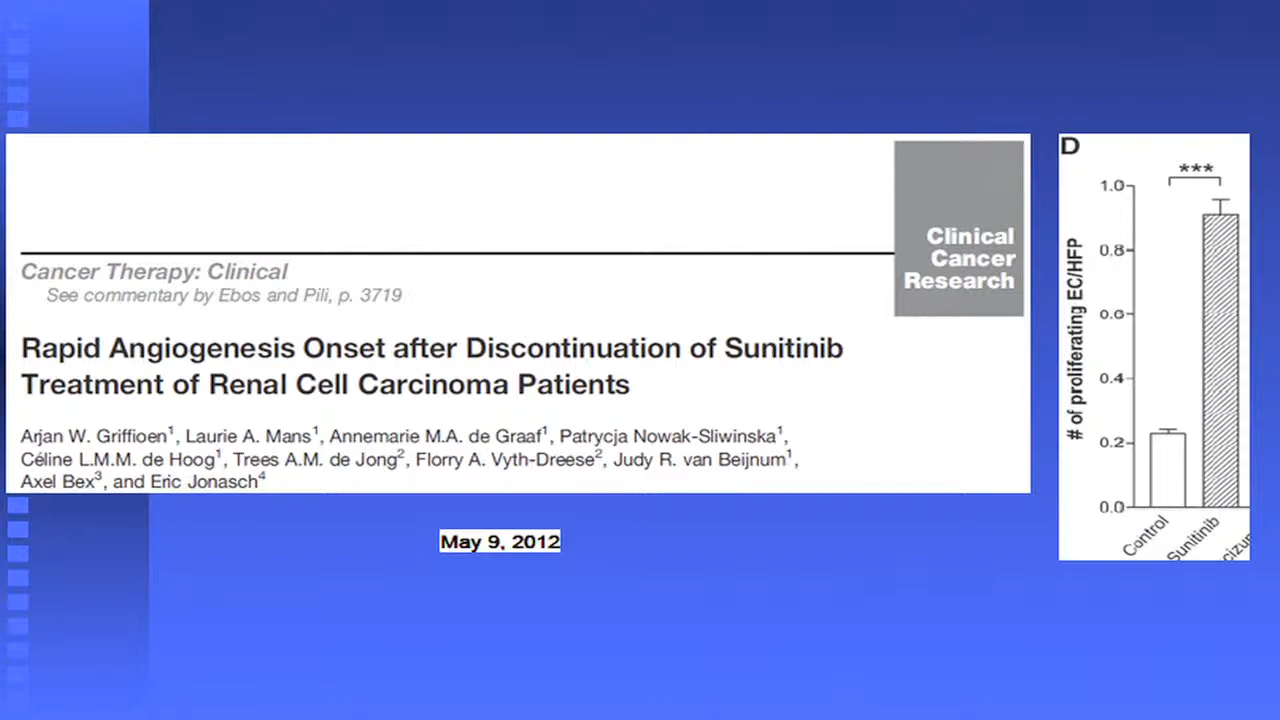 Clinical
Cancer
Research
Cancer Therapy: Clinical
See commentary by Ebos and Pili, p. 3719
Rapid Angiogenesis Onset after Discontinuation of Sunitinib
Treatment of Renal Cell Carcinoma Patients
Arjan W. Griffioen1, Laurie A. Mans1, Annemarie M.A. de Graaf1, Patrycja Nowak-Sliwinska1,
Céline L.M.M. de Hoog1, Trees A.M. de Jong2, Florry A. Vyth-Dreese2, Judy R. van Beijnum1,
Axel Bex3, and Eric Jonasch4
May 9, 2012
D
***
# of proliferating EC/HFP
1.0
0.8
0.6
0.4
0.2
0.0
Control
Sunitinib